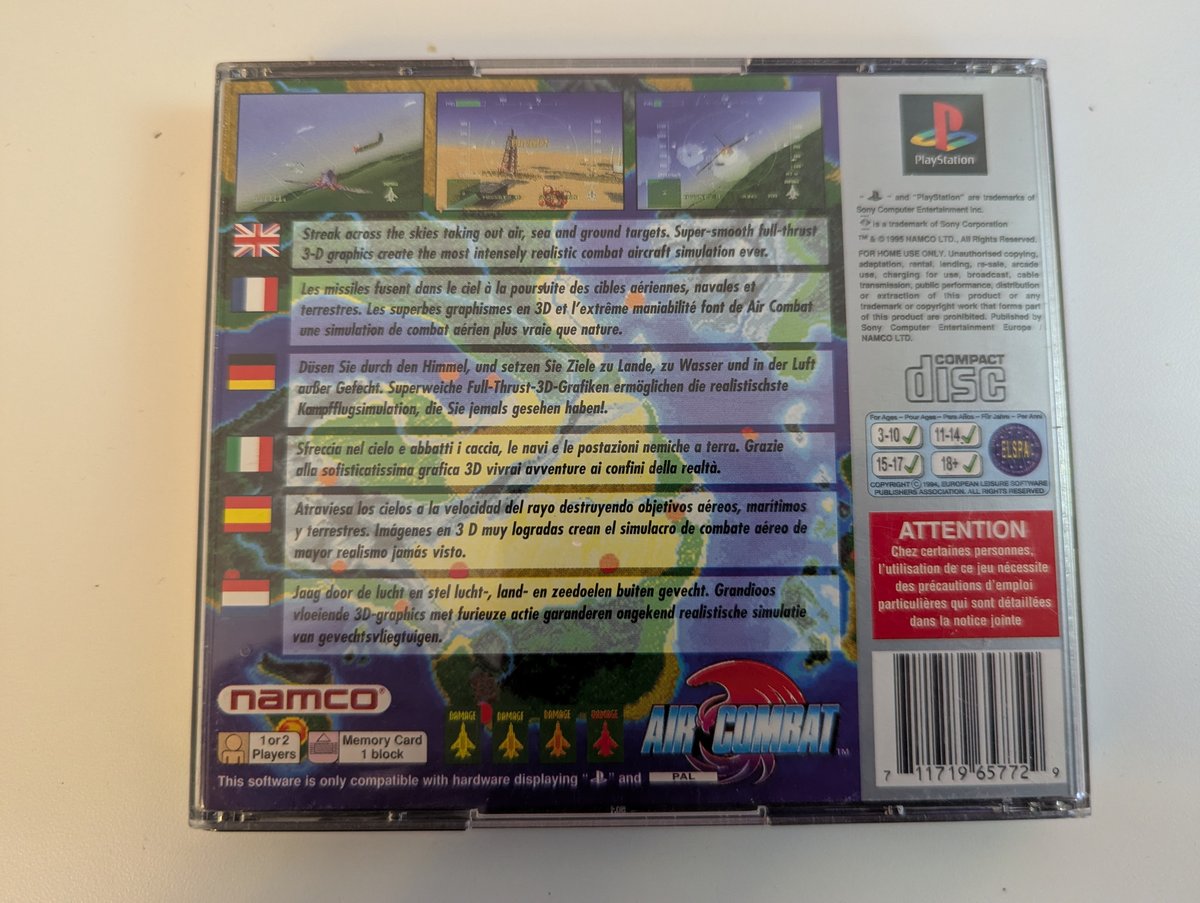 Streak across the skies taking out air, sea and ground targets. Super-smooth full-thrust
3-D graphics create the most intensely realistic combat aircraft simulation ever.
Les missiles fusent dans le ciel à la poursuite des cibles aériennes, navales et
terrestres. Les superbes graphismes en 3D et l'extrême maniabilité font de Air Combat
une simulation de combat aérien plus vraie que nature.
Düsen Sie durch den Himmel, und setzen Sie Ziele zu Lande, zu Wasser und in der Luft
außer Gefecht. Superweiche Full-Thrust-3D-Grafiken ermöglichen die realistischste
Kampfflugsimulation, die Sie jemals gesehen haben!.
Sfreccia nel cielo e abbatti i caccia, le navi e le postazioni nemiche a terra. Grazie
alla sofisticatissima grafica 3D vivrai avventure ai confini della realtà.
Atraviesa los cielos a la velocidad del rayo destruyendo objetivos aéreos, marítimos
y terrestres. Imágenes en 3 D muy logradas crean el simulacro de combate aéreo de
mayor realismo jamás visto.
Jaag door de lucht en stel lucht-, land- en zeedoelen buiten gevecht. Grandioos
vloeiende 3D-graphics met furieuze actie garanderen ongekend realistische simulatie
van gevechtsvliegtuigen.
namco®
1 or 2
Players
Memory Card
1 block
DAMAGE DAMAGE DAMAGE DAMAGE
AIR COMBAT™
This software is only compatible with hardware displaying " " and PAL
PlayStation
" " and "PlayStation" are trademarks of
Sony Computer Entertainment Inc.
is a trademark of Sony Corporation
™ & © 1995 NAMCO LTD., All Rights Reserved.
FOR HOME USE ONLY. Unauthorised copying,
adaptation, rental, lending, re-sale, arcade
use, charging for use, broadcast, cable
transmission, public performance, distribution
or extraction of this product or any
trademark or copyright work that forms part
of this product are prohibited. Published by
Sony Computer Entertainment Europe /
NAMCO LTD.
COMPACT
disc
For Ages - Pour Ages - Para Años - Für Jahre - Per Anni
3-10 11-14
15-17 18+
ELSPA
COPYRIGHT © 1994, EUROPEAN LEISURE SOFTWARE
PUBLISHERS ASSOCIATION. ALL RIGHTS RESERVED.
ATTENTION
Chez certaines personnes,
l'utilisation de ce jeu nécessite
des précautions d'emploi
particulières qui sont détaillées
dans la notice jointe
7 11719 65772 9